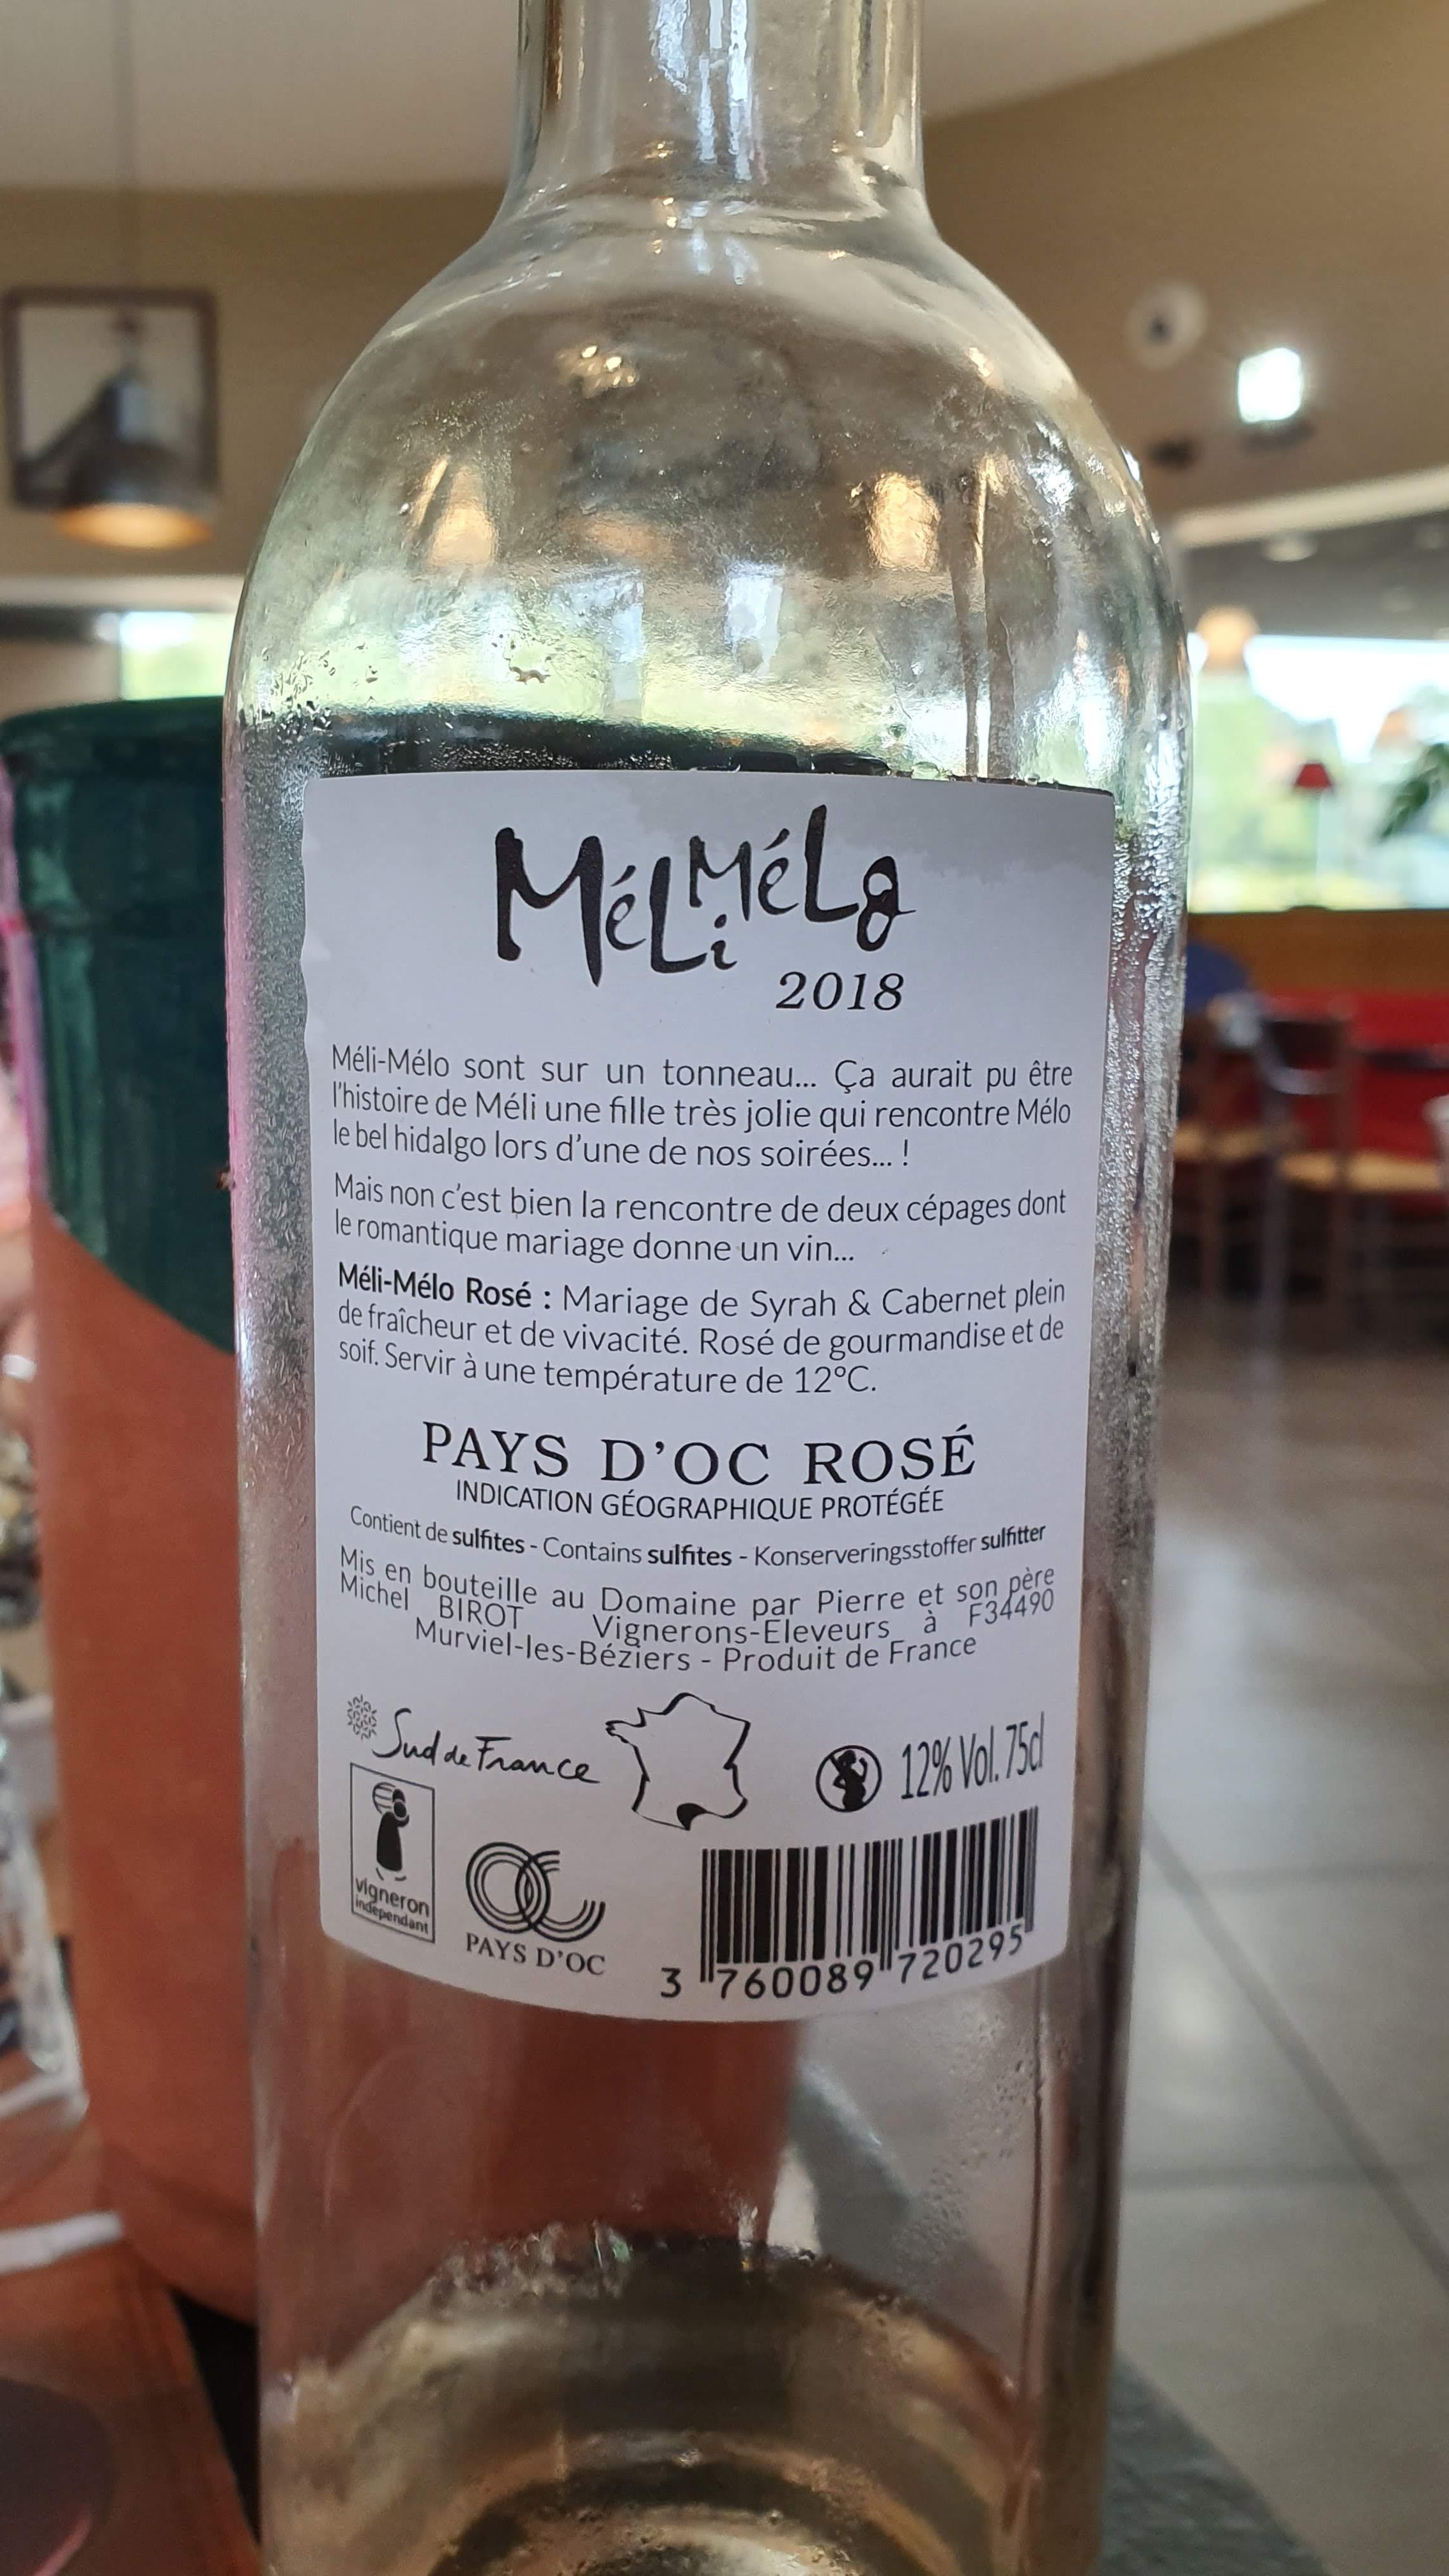 Méli Mélo
2018
Méli-Mélo sont sur un tonneau... Ça aurait pu être
l'histoire de Méli une fille très jolie qui rencontre Mélo
le bel hidalgo lors d'une de nos soirées... !
Mais non c'est bien la rencontre de deux cépages dont
le romantique mariage donne un vin...
Méli-Mélo Rosé : Mariage de Syrah & Cabernet plein
de fraîcheur et de vivacité. Rosé de gourmandise et de
soif. Servir à une température de 12°C.
PAYS D'OC ROSÉ
INDICATION GÉOGRAPHIQUE PROTÉGÉE
Contient de sulfites - Contains sulfites - Konserveringsstoffer sulfitter
Mis en bouteille au Domaine par Pierre et son père
Michel BIROT Vignerons-Eleveurs à F34490
Murviel-les-Béziers - Produit de France
Sud de France
12% Vol. 75cl
vigneron
indépendant
OC
PAYS D'OC
3 760089 720295